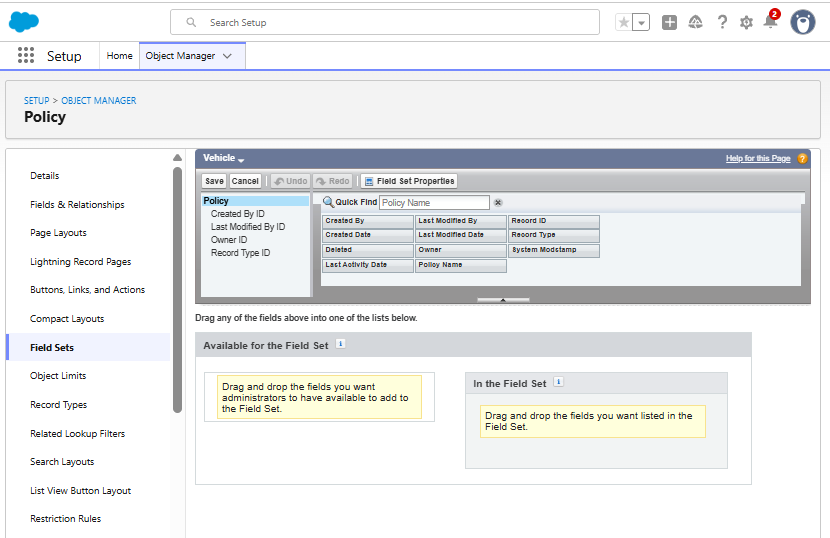 Search Setup
2
Setup
Home
Object Manager
SETUP > OBJECT MANAGER
Policy
Details
Fields & Relationships
Page Layouts
Lightning Record Pages
Buttons, Links, and Actions
Compact Layouts
Field Sets
Object Limits
Record Types
Related Lookup Filters
Search Layouts
List View Button Layout
Restriction Rules
Vehicle
Help for this Page ?
Save Cancel Undo Redo Field Set Properties
Policy
Created By ID
Last Modified By ID
Owner ID
Record Type ID
Quick Find Policy Name
Created By Last Modified By Record ID
Created Date Last Modified Date Record Type
Deleted Owner System Modstamp
Last Activity Date Policy Name
Drag any of the fields above into one of the lists below.
Available for the Field Set i
Drag and drop the fields you want
administrators to have available to add to
the Field Set.
In the Field Set i
Drag and drop the fields you want listed in the
Field Set.